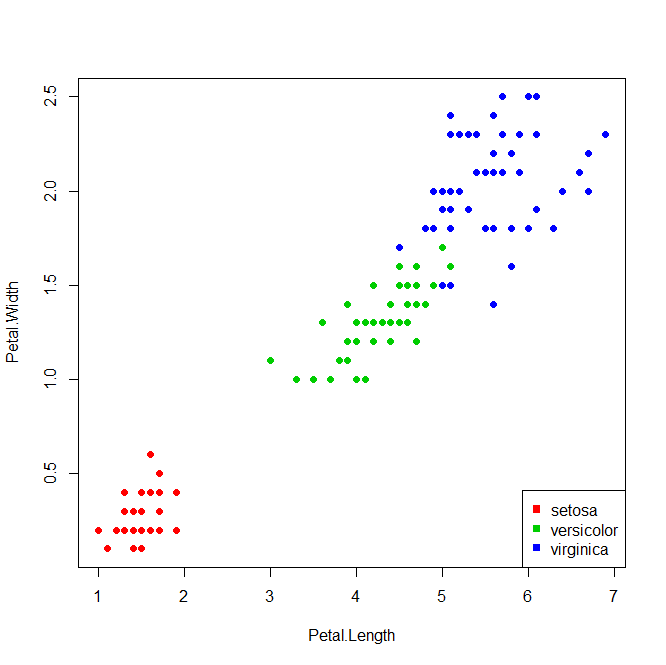 2.5
2.0
1.5
1.0
0.5
Petal.Width
setosa
versicolor
virginica
1 2 3 4 5 6 7
Petal.Length